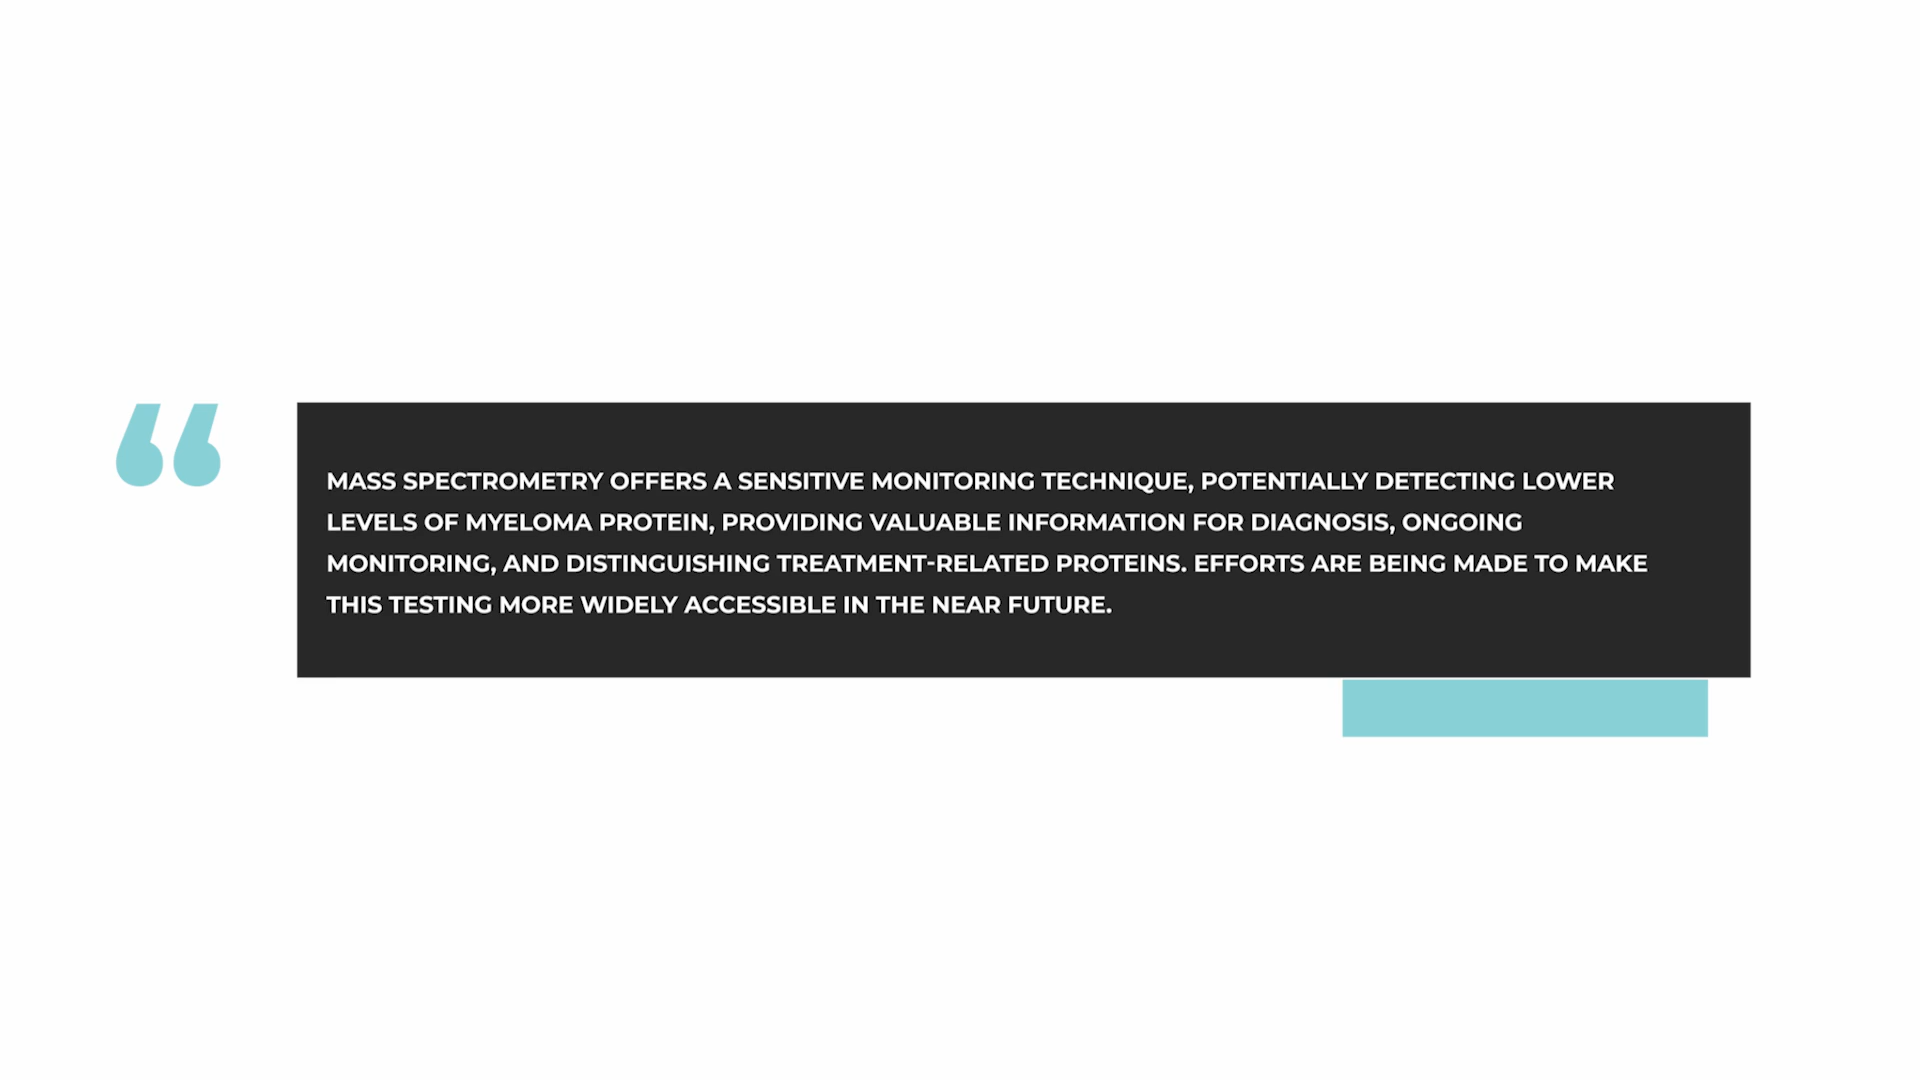 “
MASS SPECTROMETRY OFFERS A SENSITIVE MONITORING TECHNIQUE, POTENTIALLY DETECTING LOWER
LEVELS OF MYELOMA PROTEIN, PROVIDING VALUABLE INFORMATION FOR DIAGNOSIS, ONGOING
MONITORING, AND DISTINGUISHING TREATMENT-RELATED PROTEINS. EFFORTS ARE BEING MADE TO MAKE
THIS TESTING MORE WIDELY ACCESSIBLE IN THE NEAR FUTURE.